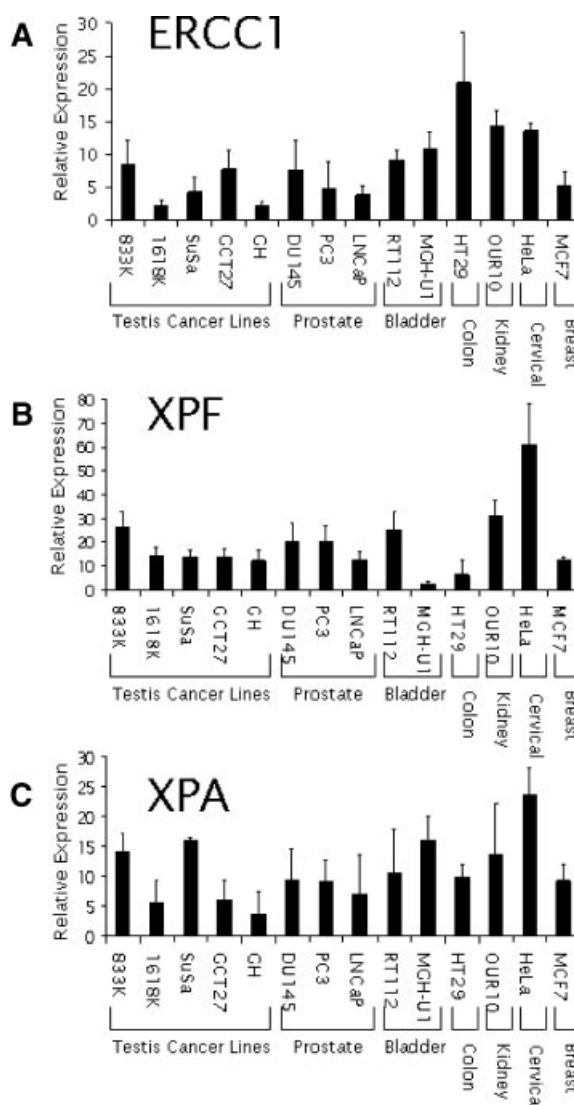 A
ERCC1
Relative Expression
30
25
20
15
10
5
0
833K
1618K
SuSa
GCT27
GH
DU145
PC3
LNCaP
RT112
MGH-U1
HT29
OUR10
HeLa
MCF7
Testis Cancer Lines
Prostate
Bladder
Colon
Kidney
Cervical
Breast
B
XPF
Relative Expression
80
70
60
50
40
30
20
10
0
833K
1618K
SuSa
GCT27
GH
DU145
PC3
LNCaP
RT112
MGH-U1
HT29
OUR10
HeLa
MCF7
Testis Cancer Lines
Prostate
Bladder
Colon
Kidney
Cervical
Breast
C
XPA
Relative Expression
30
25
20
15
10
5
0
833K
1618K
SuSa
GCT27
GH
DU145
PC3
LNCaP
RT112
MGH-U1
HT29
OUR10
HeLa
MCF7
Testis Cancer Lines
Prostate
Bladder
Colon
Kidney
Cervical
Breast